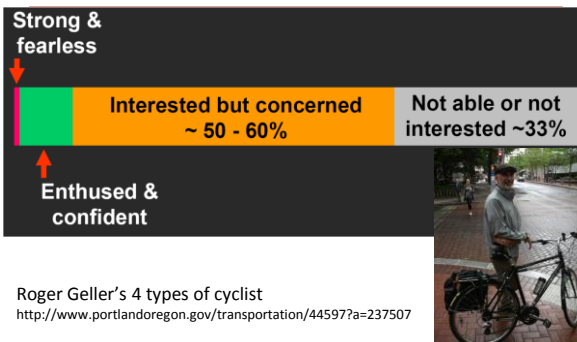 Strong &
fearless
Interested but concerned
~ 50 - 60%
Not able or not
interested ~33%
Enthused &
confident
Roger Geller's 4 types of cyclist
http://www.portlandoregon.gov/transportation/44597?a=237507